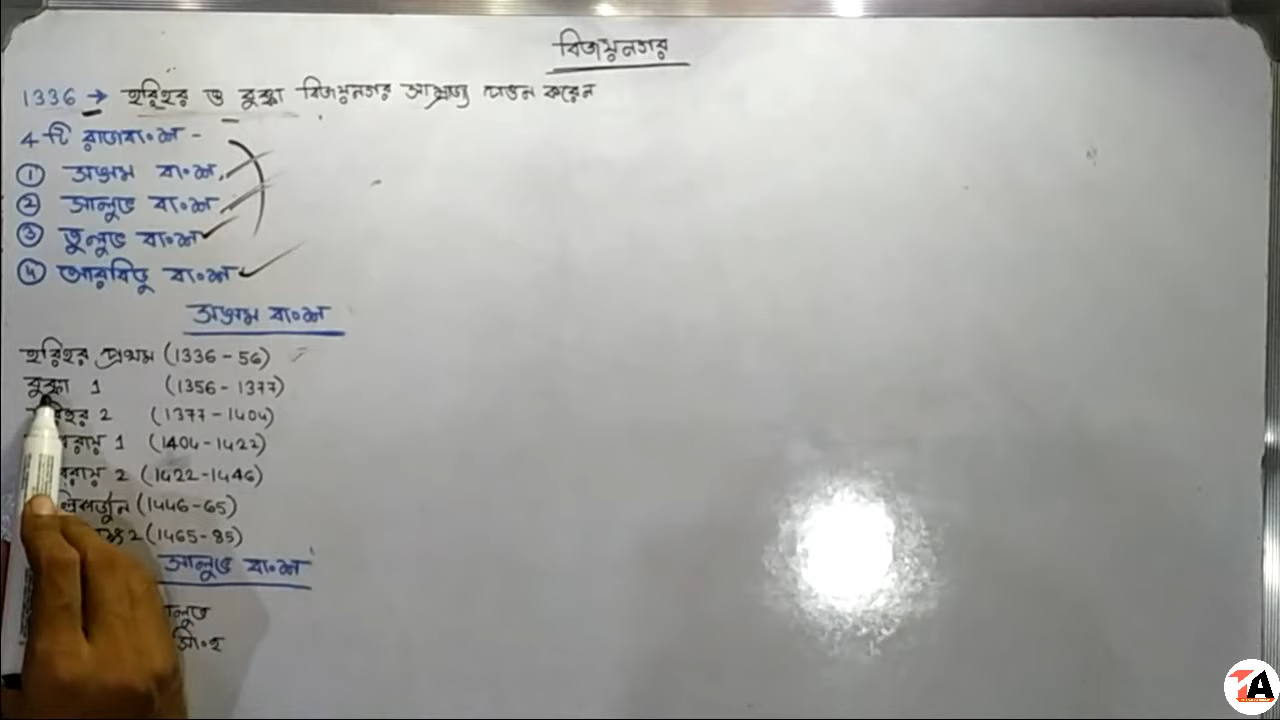 বিজয়নগর
1336 → হরিহর ও বুক্কা বিজয়নগর সাম্রাজ্য পত্তন করেন
4 টি রাজবংশ -
① সঙ্গম বংশ
② সালুভ বংশ
③ তুলুভ বংশ
④ আরবিডু বংশ
সঙ্গম বংশ
হরিহর প্রথম (1336 - 56)
বুক্কা 1 (1356 - 1377)
2 (1377 - 1404)
1 (1404 - 1422)
2 (1422 - 1446)
(1446 - 65)
2 (1465 - 85)
সালুভ বংশ